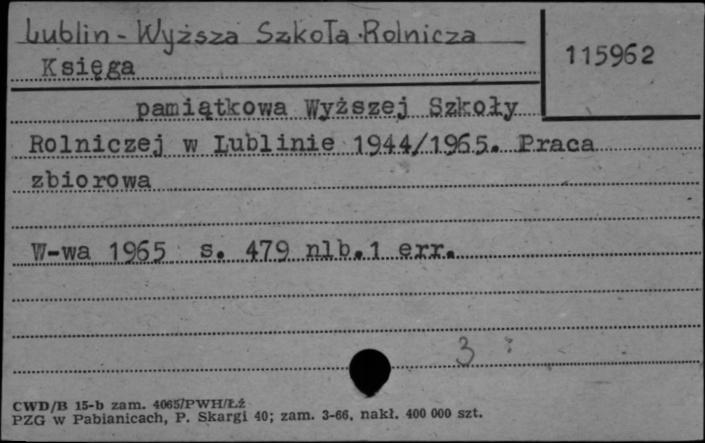 Lublin - Wyższa Szkoła Rolnicza
115962
Księga
pamiątkowa Wyższej Szkoły
Rolniczej w Lublinie 1944/1965. Praca
zbiorowa
W-wa 1965 s. 479 nlb.1 err.
3
CWD/B 15-b zam. 4065/PWH/Łż
PZG w Pabianicach, P. Skargi 40; zam. 3-66, nakł. 400 000 szt.